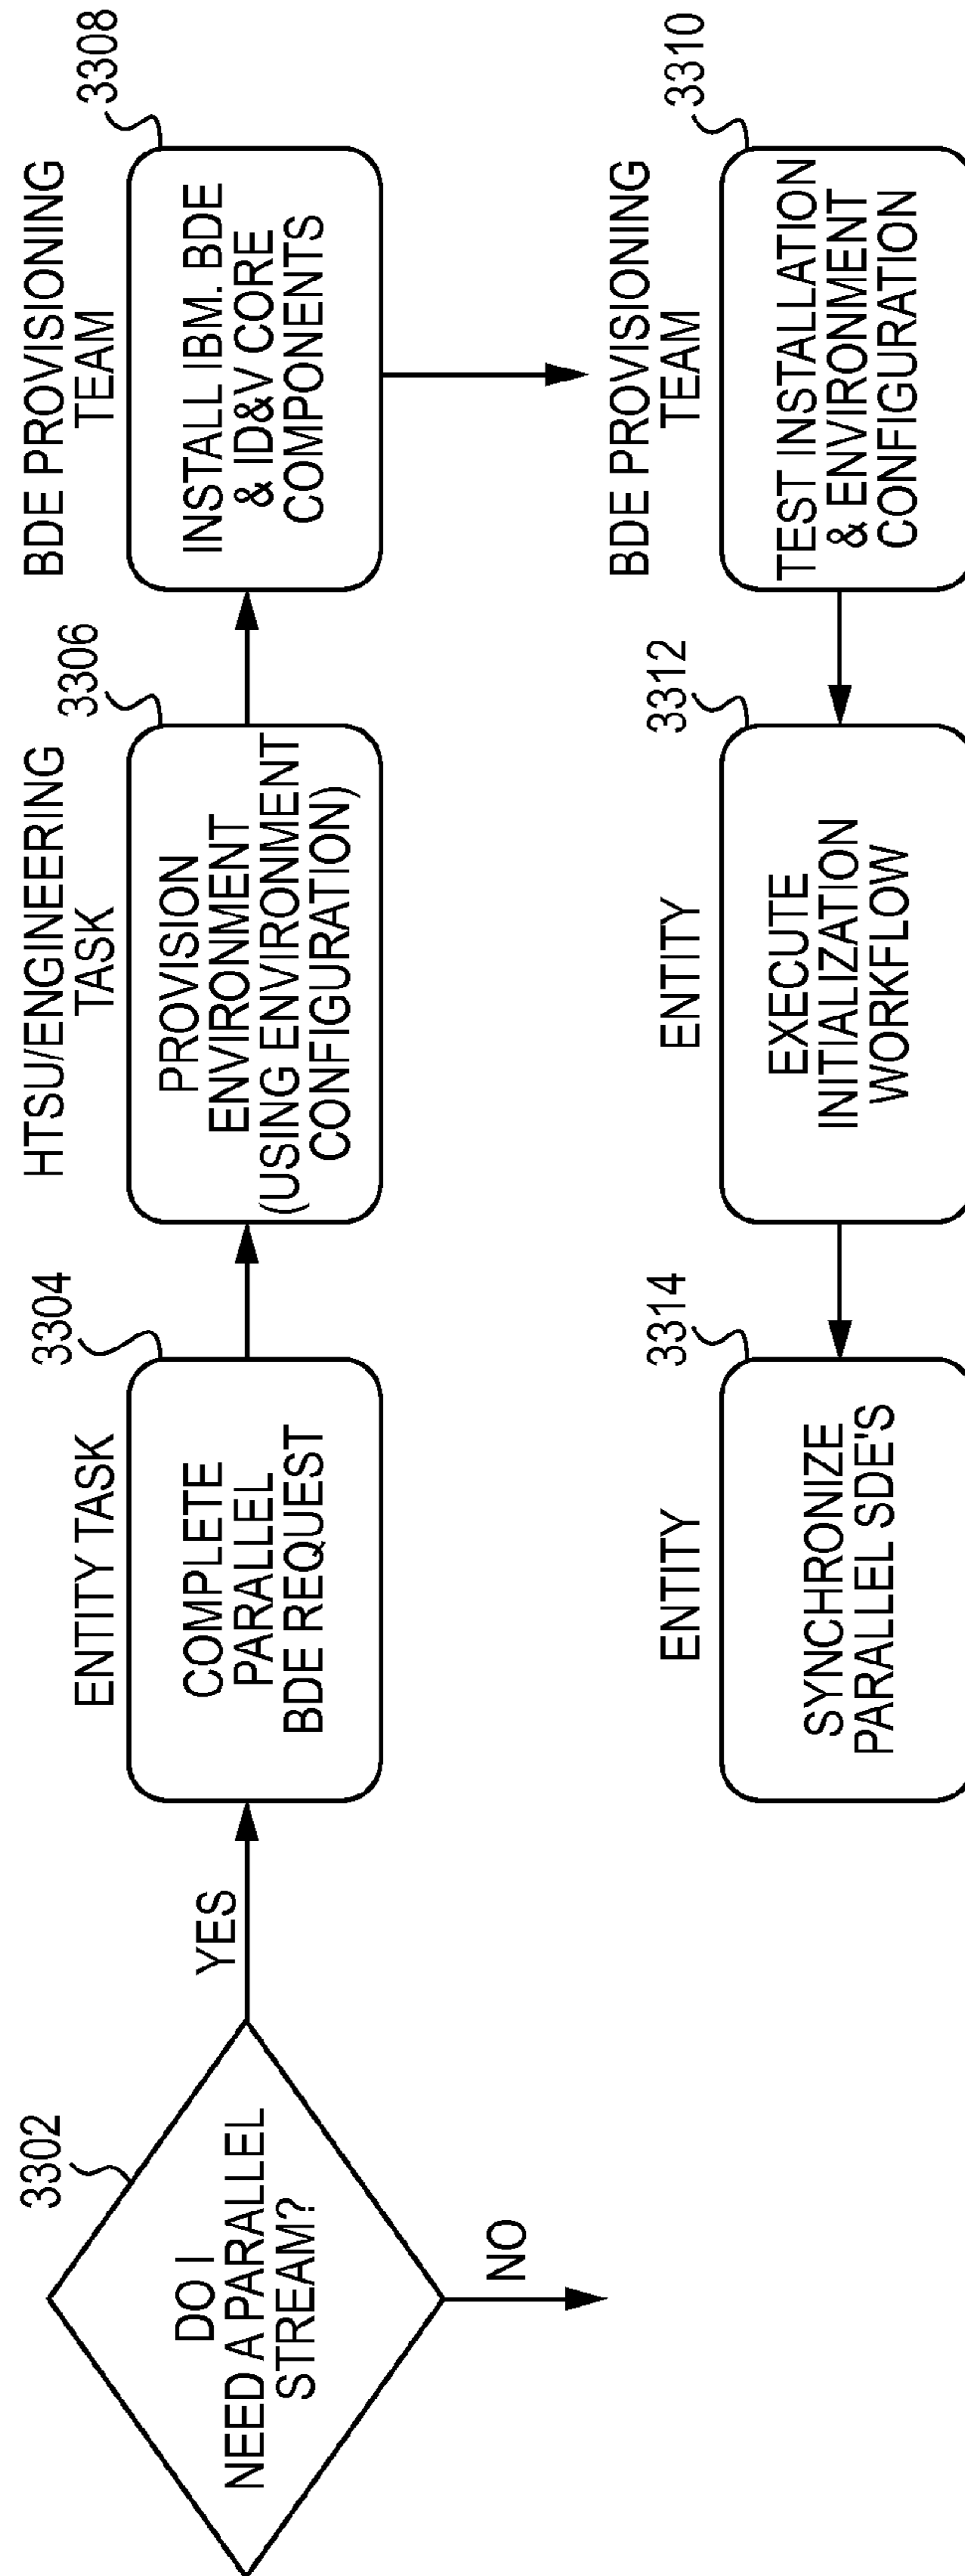 3302
DO I
NEED A PARALLEL
STREAM?
YES
NO
ENTITY TASK
3304
COMPLETE
PARALLEL
BDE REQUEST
HTSU/ENGINEERING
TASK
3306
PROVISION
ENVIRONMENT
(USING ENVIRONMENT
CONFIGURATION)
BDE PROVISIONING
TEAM
3308
INSTALL IBM. BDE
& ID&V CORE
COMPONENTS
BDE PROVISIONING
TEAM
3310
TEST INSTALLATION
& ENVIRONMENT
CONFIGURATION
ENTITY
3312
EXECUTE
INITIALIZATION
WORKFLOW
ENTITY
3314
SYNCHRONIZE
PARALLEL SDE'S